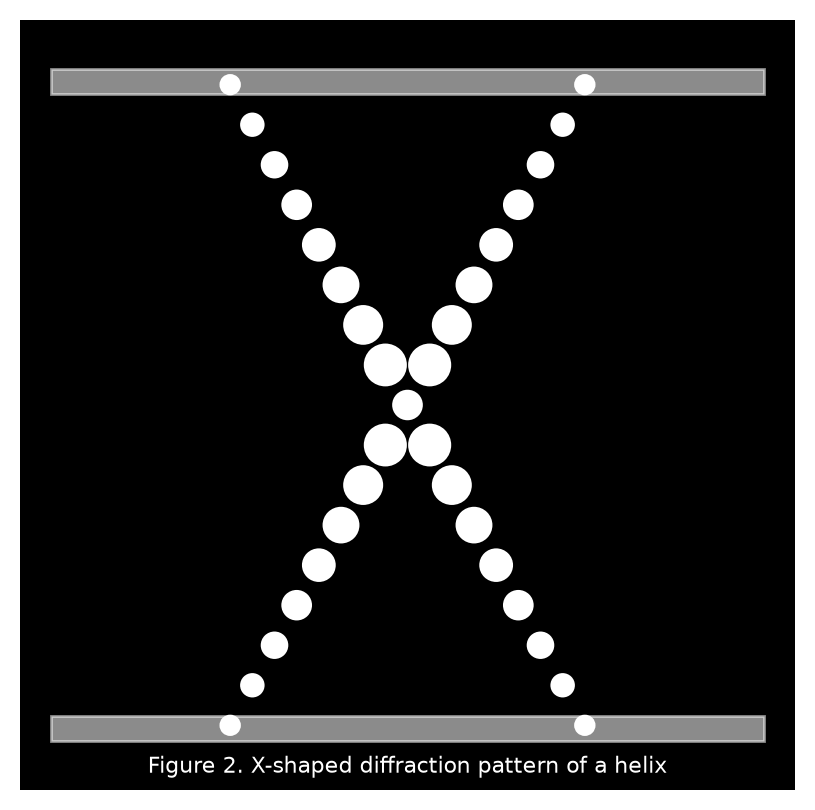 Figure 2. X-shaped diffraction pattern of a helix